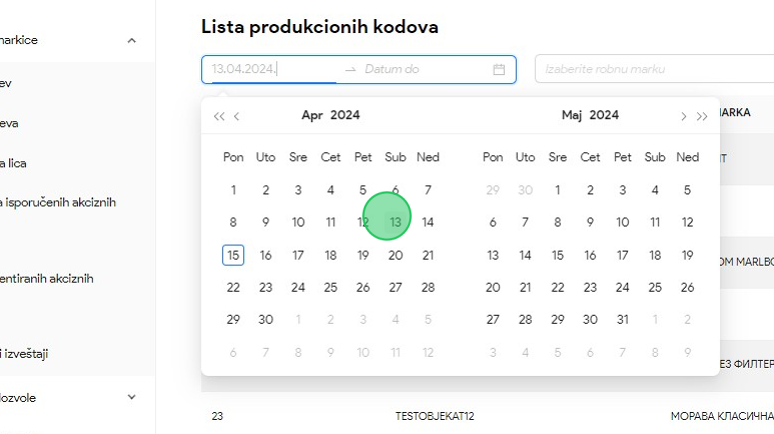 Lista produkcionih kodova
13.04.2024. Datum do
Izaberite robnu marku
narkice
ev
eva
a lica
a isporučenih akciznih
entiranih akciznih
i izveštaji
lozvole
Apr 2024
Pon Uto Sre Čet Pet Sub Ned
1 2 3 4 5 6 7
8 9 10 11 12 13 14
15 16 17 18 19 20 21
22 23 24 25 26 27 28
29 30 1 2 3 4 5
6 7 8 9 10 11 12
Maj 2024
Pon Uto Sre Čet Pet Sub Ned
29 30 1 2 3 4 5
6 7 8 9 10 11 12
13 14 15 16 17 18 19
20 21 22 23 24 25 26
27 28 29 30 31 1 2
3 4 5 6 7 8 9
MARKA
NT
OM MARLBO
ЕЗ ФИЛТЕР
23 TESTOBJEKAT12 МОРАВА КЛАСИЧНА